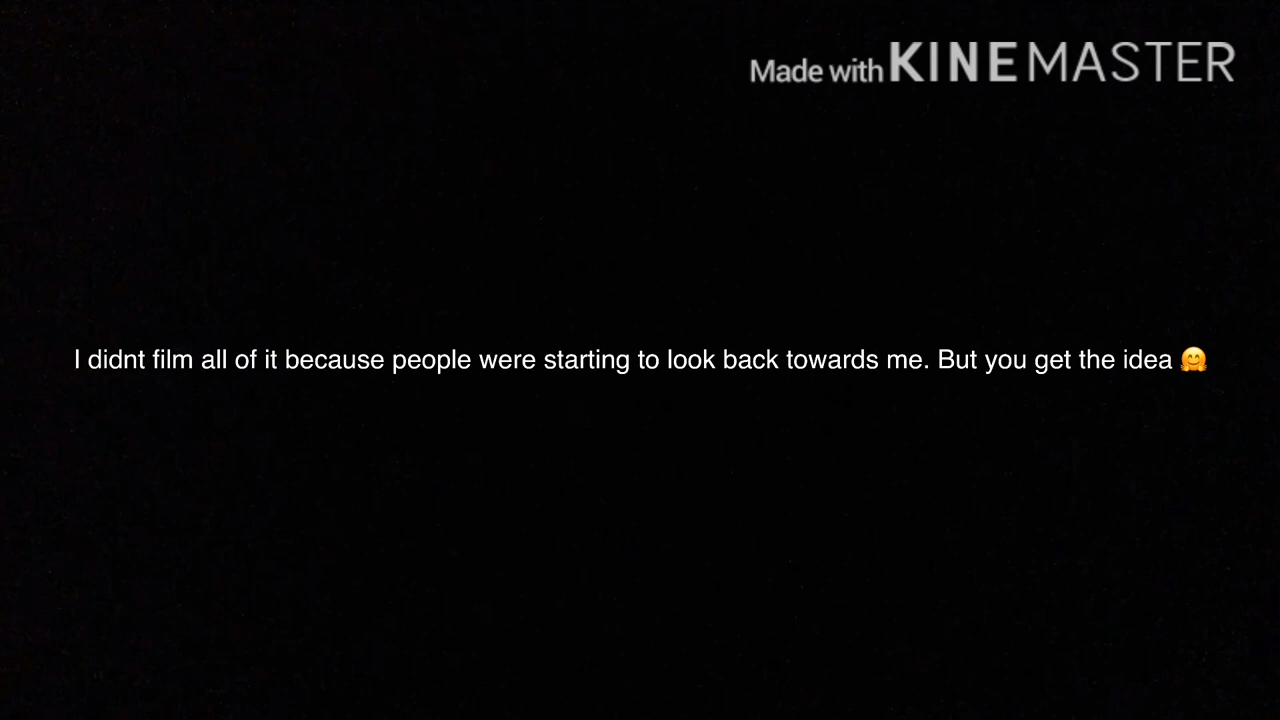 Made with KINEMASTER
I didnt film all of it because people were starting to look back towards me. But you get the idea 🤗